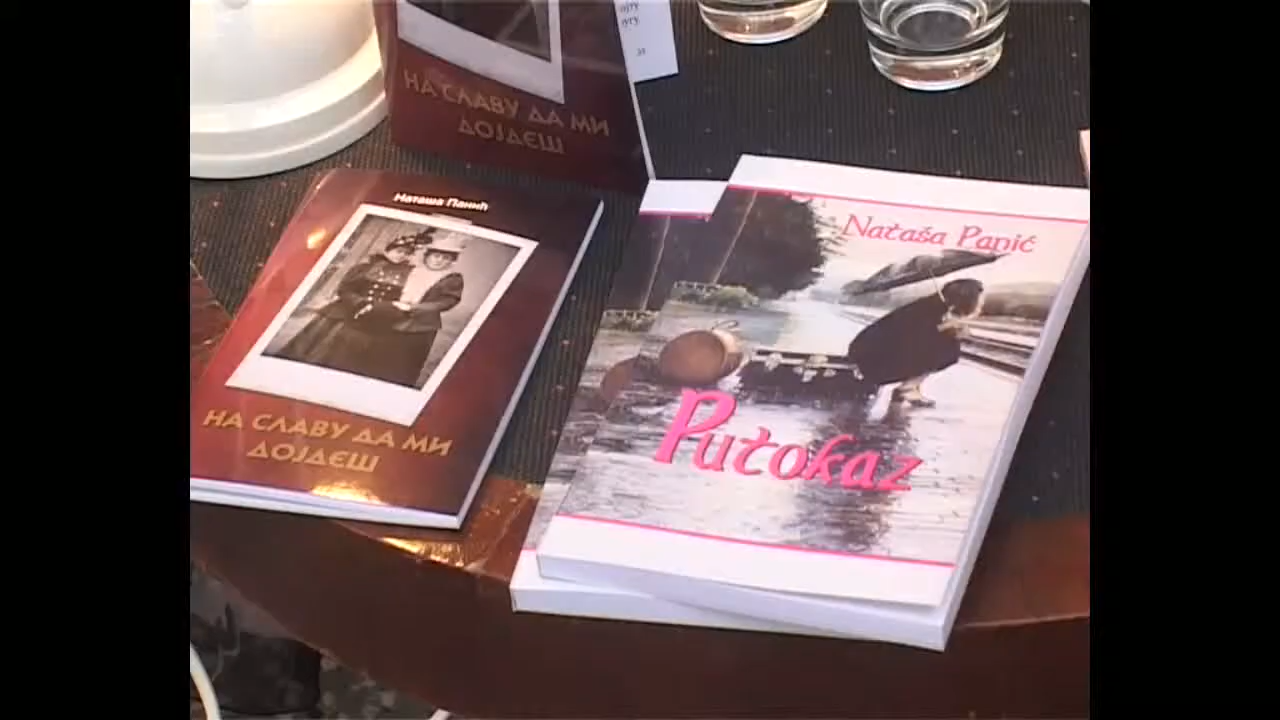 НА СЛАВУ ДА МИ
ДОЈДЕШ
Наташа Панић
НА СЛАВУ ДА МИ
ДОЈДЕШ
Nataša Panić
Putokaz